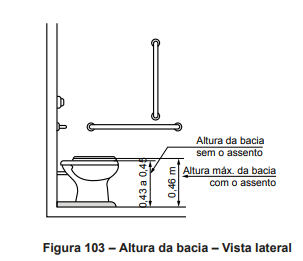 Altura da bacia
sem o assento
Altura máx. da bacia
com o assento
0,43 a 0,45
0,46 m
Figura 103 – Altura da bacia – Vista lateral